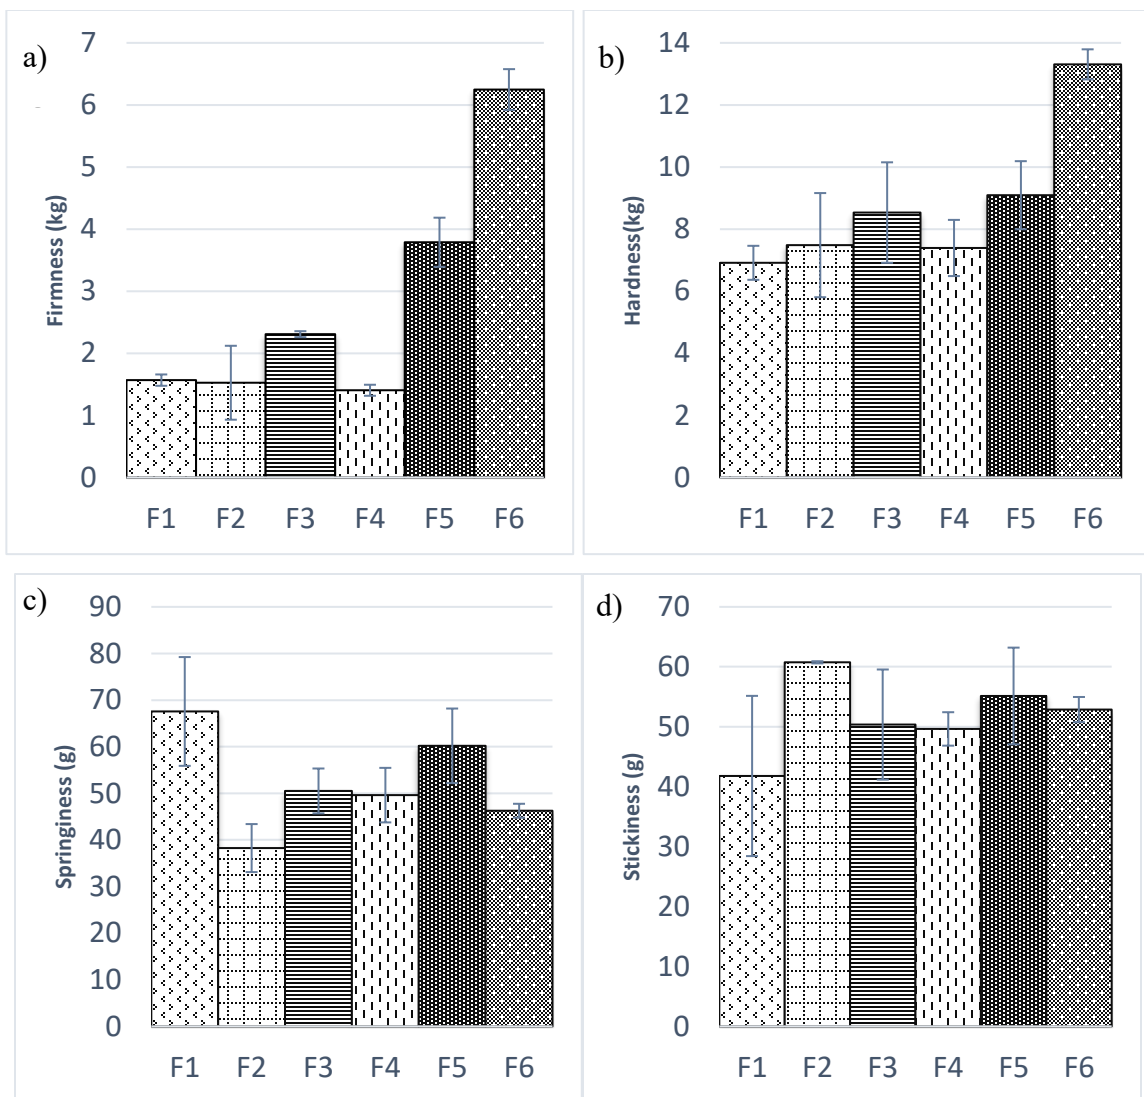 a)
7
6
5
4
3
2
1
0
Firmness (kg)
F1 F2 F3 F4 F5 F6
b)
14
12
10
8
6
4
2
0
Hardness(kg)
F1 F2 F3 F4 F5 F6
c)
90
80
70
60
50
40
30
20
10
0
Springiness (g)
F1 F2 F3 F4 F5 F6
d)
70
60
50
40
30
20
10
0
Stickiness (g)
F1 F2 F3 F4 F5 F6